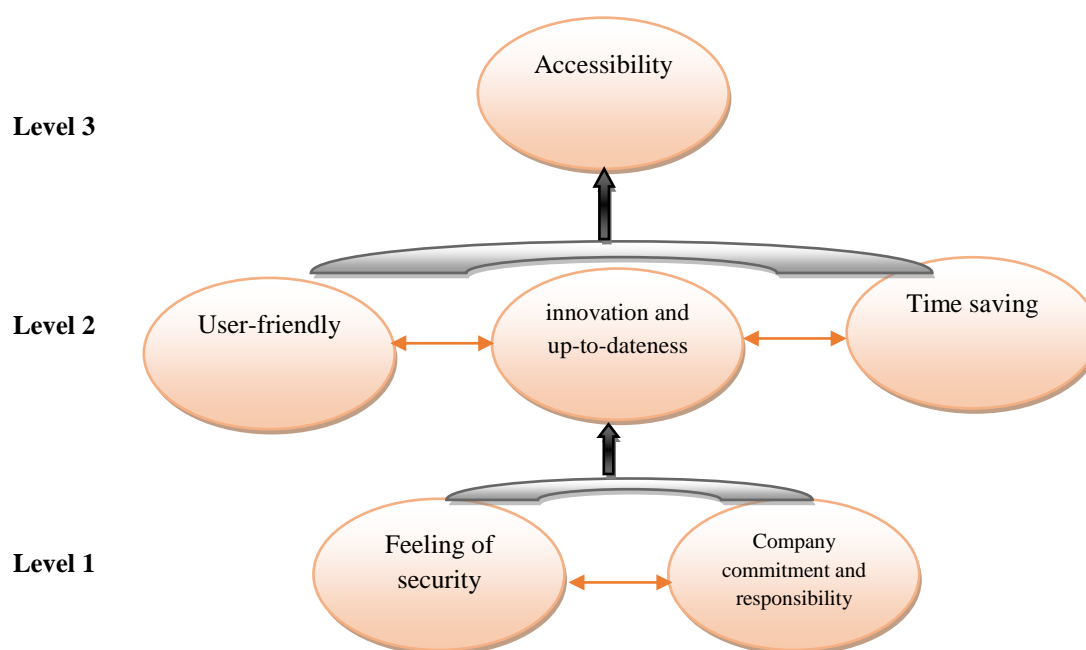 Accessibility
Level 3
User-friendly
innovation and
up-to-dateness
Time saving
Level 2
Feeling of
security
Company
commitment and
responsibility
Level 1